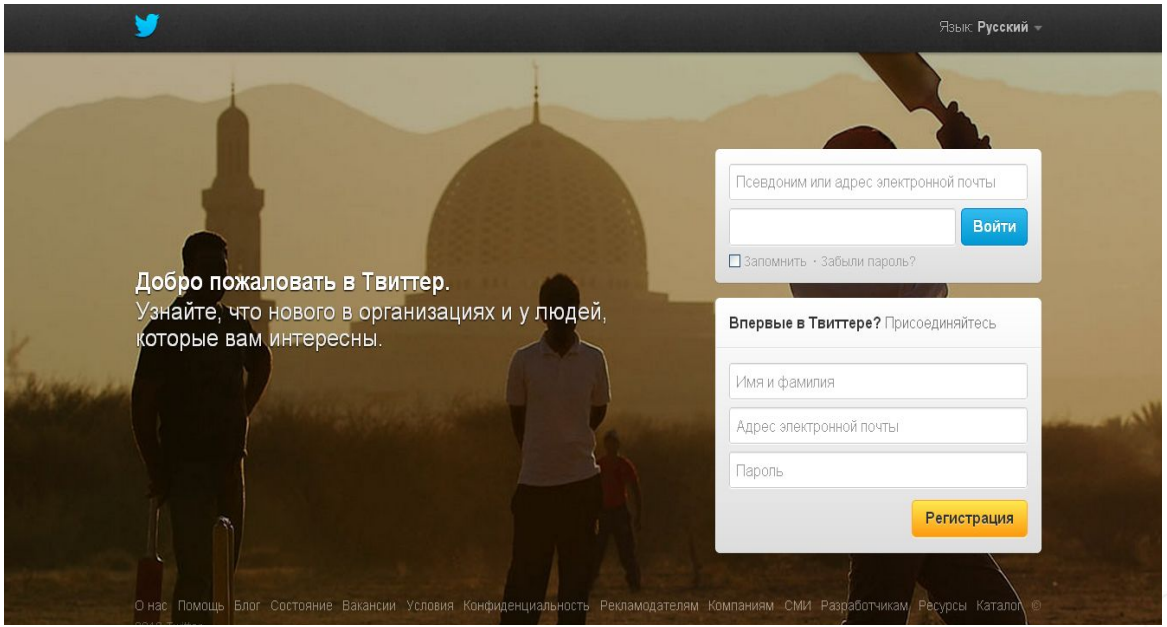 Язык: Русский
Псевдоним или адрес электронной почты
Войти
Запомнить · Забыли пароль?
Добро пожаловать в Твиттер.
Узнайте, что нового в организациях и у людей,
которые вам интересны.
Впервые в Твиттере? Присоединяйтесь
Имя и фамилия
Адрес электронной почты
Пароль
Регистрация
О нас Помощь Блог Состояние Вакансии Условия Конфиденциальность Рекламодателям Компаниям СМИ Разработчикам Ресурсы Каталог ©